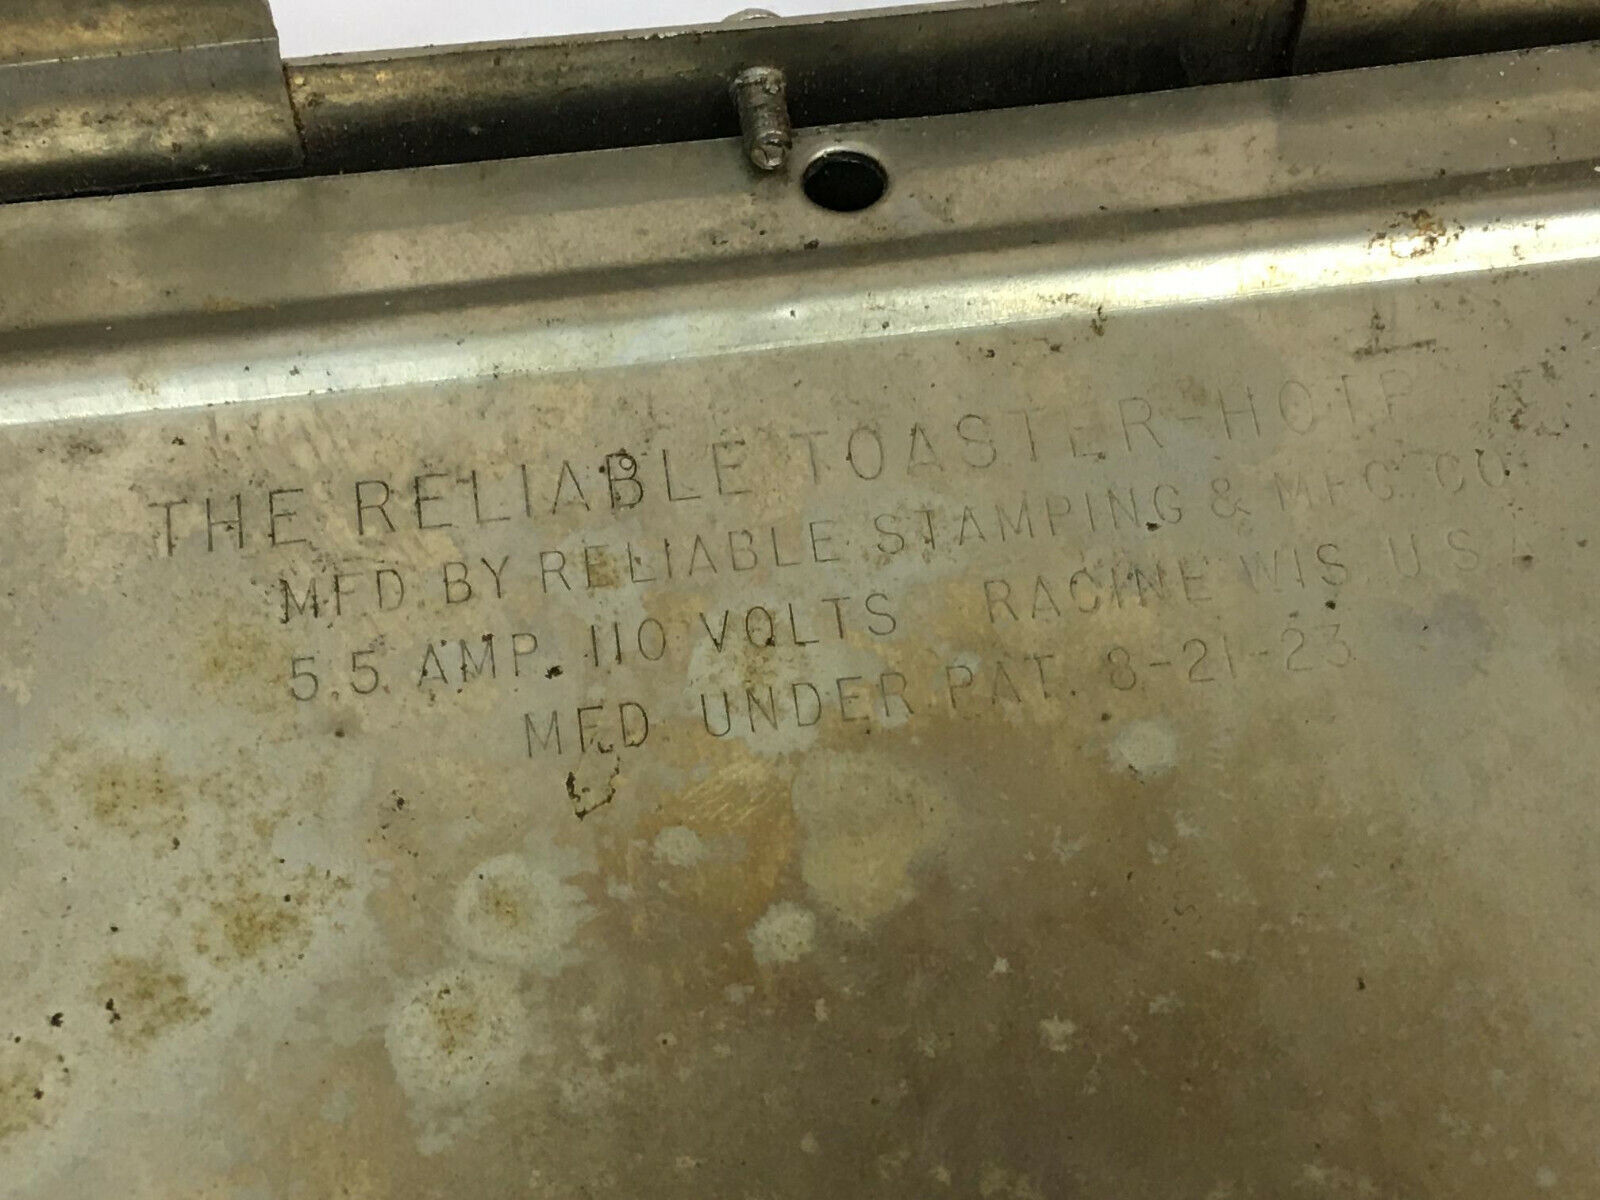 THE RELIABLE TOASTER-HOTP
MFD BY RELIABLE STAMPING & MFG. CO.
5.5 AMP. 110 VOLTS RACINE WIS. U.S.A.
MFD. UNDER PAT. 8-21-23